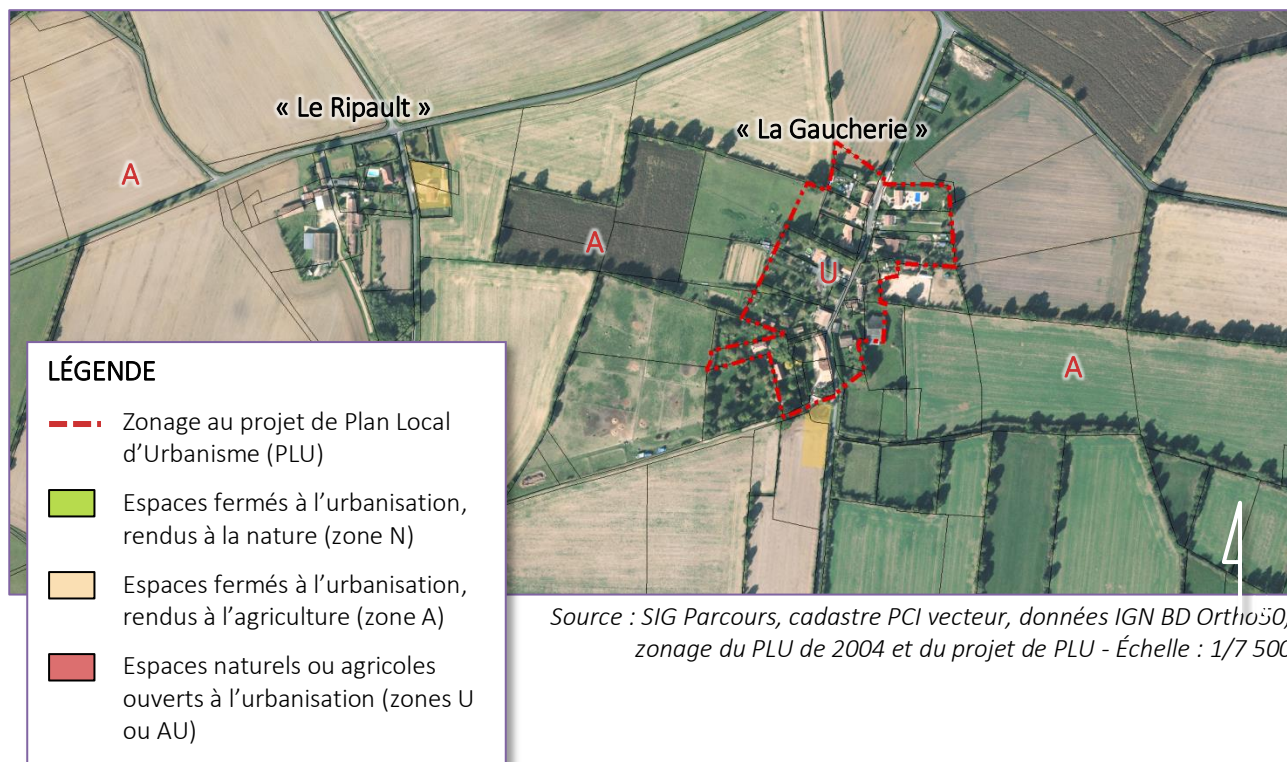 « Le Ripault »
« La Gaucherie »
A
A
U
A
LÉGENDE
Zonage au projet de Plan Local
d’Urbanisme (PLU)
Espaces fermés à l’urbanisation,
rendus à la nature (zone N)
Espaces fermés à l’urbanisation,
rendus à l’agriculture (zone A)
Espaces naturels ou agricoles
ouverts à l’urbanisation (zones U
ou AU)
Source : SIG Parcours, cadastre PCI vecteur, données IGN BD Ortho50,
zonage du PLU de 2004 et du projet de PLU - Échelle : 1/7 500